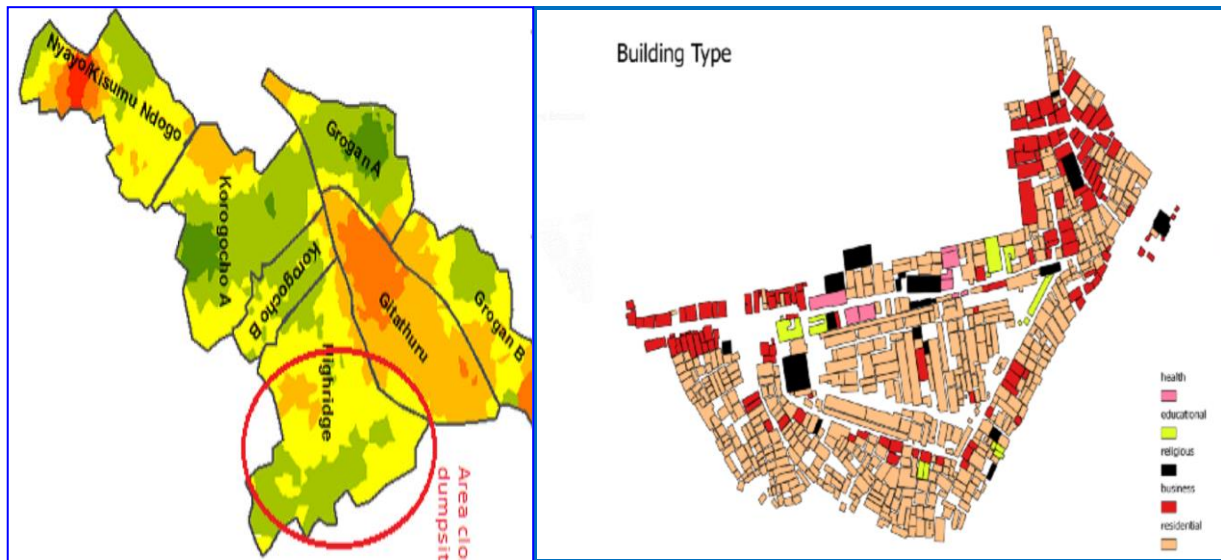 Nyayo/Kisumu Ndogo
Korogocho A
Grogan A
Korogocho B
Gitathuru
Grogan B
Highridge
Area clo
dumpsit
Building Type
health
educational
religious
business
residential